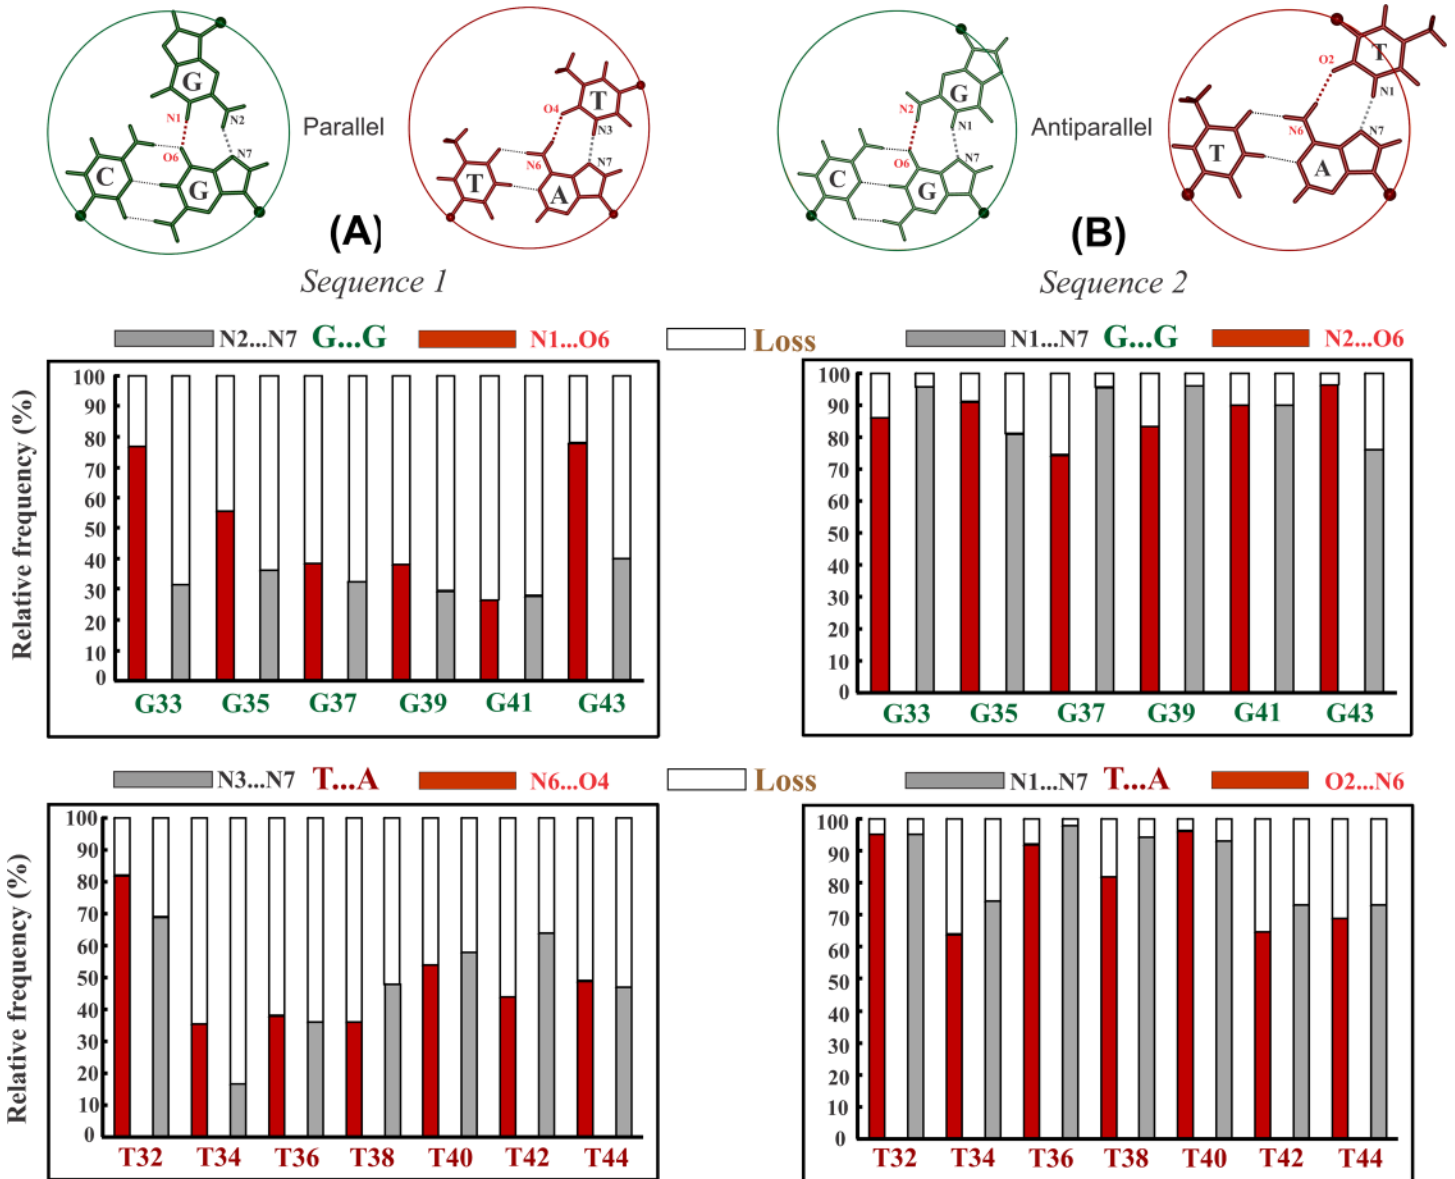 G
N1
N2
O6
N7
C
G
Parallel
T
O4
N3
N7
N6
T
A
(A)
Sequence 1
G
N2
N1
O6
N7
C
G
Antiparallel
T
O2
N1
N7
N6
T
A
(B)
Sequence 2
N2...N7 G...G N1...O6 Loss
Relative frequency (%)
100
90
80
70
60
50
40
30
20
10
0
G33 G35 G37 G39 G41 G43
N1...N7 G...G N2...O6
100
90
80
70
60
50
40
30
20
10
0
G33 G35 G37 G39 G41 G43
N3...N7 T...A N6...O4 Loss
Relative frequency (%)
100
90
80
70
60
50
40
30
20
10
0
T32 T34 T36 T38 T40 T42 T44
N1...N7 T...A O2...N6
100
90
80
70
60
50
40
30
20
10
0
T32 T34 T36 T38 T40 T42 T44